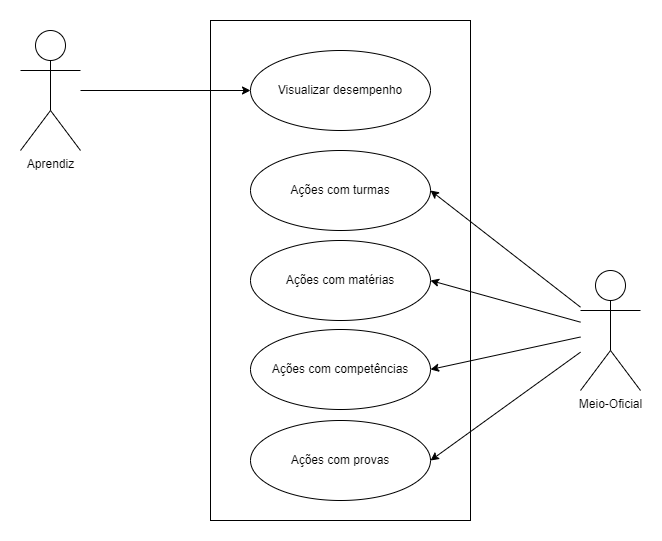 Visualizar desempenho
Aprendiz
Ações com turmas
Ações com matérias
Ações com competências
Meio-Oficial
Ações com provas